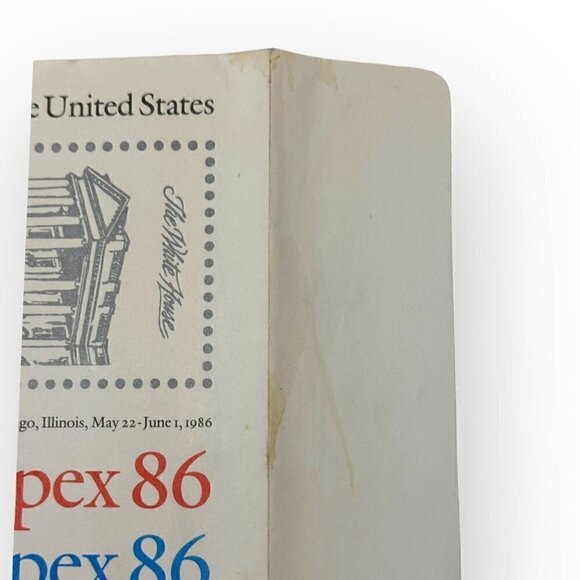 e United States
The White House
go, Illinois, May 22-June 1, 1986
pex 86
pex 86